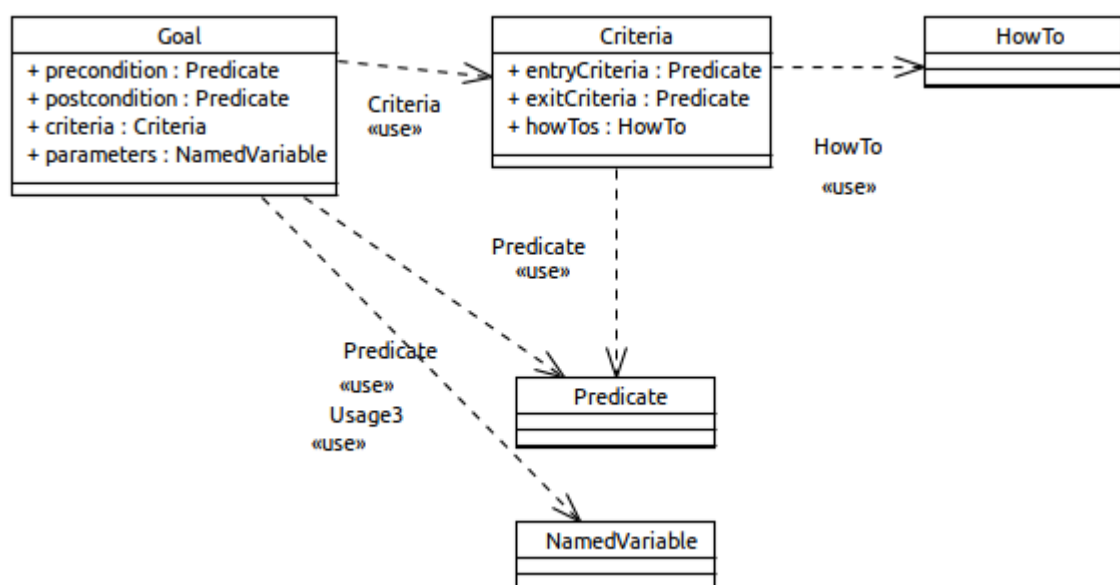 Goal
+ precondition : Predicate
+ postcondition : Predicate
+ criteria : Criteria
+ parameters : NamedVariable
Criteria
«use»
Criteria
+ entryCriteria : Predicate
+ exitCriteria : Predicate
+ howTos : HowTo
HowTo
HowTo
«use»
Predicate
«use»
Predicate
«use»
Usage3
«use»
Predicate
NamedVariable